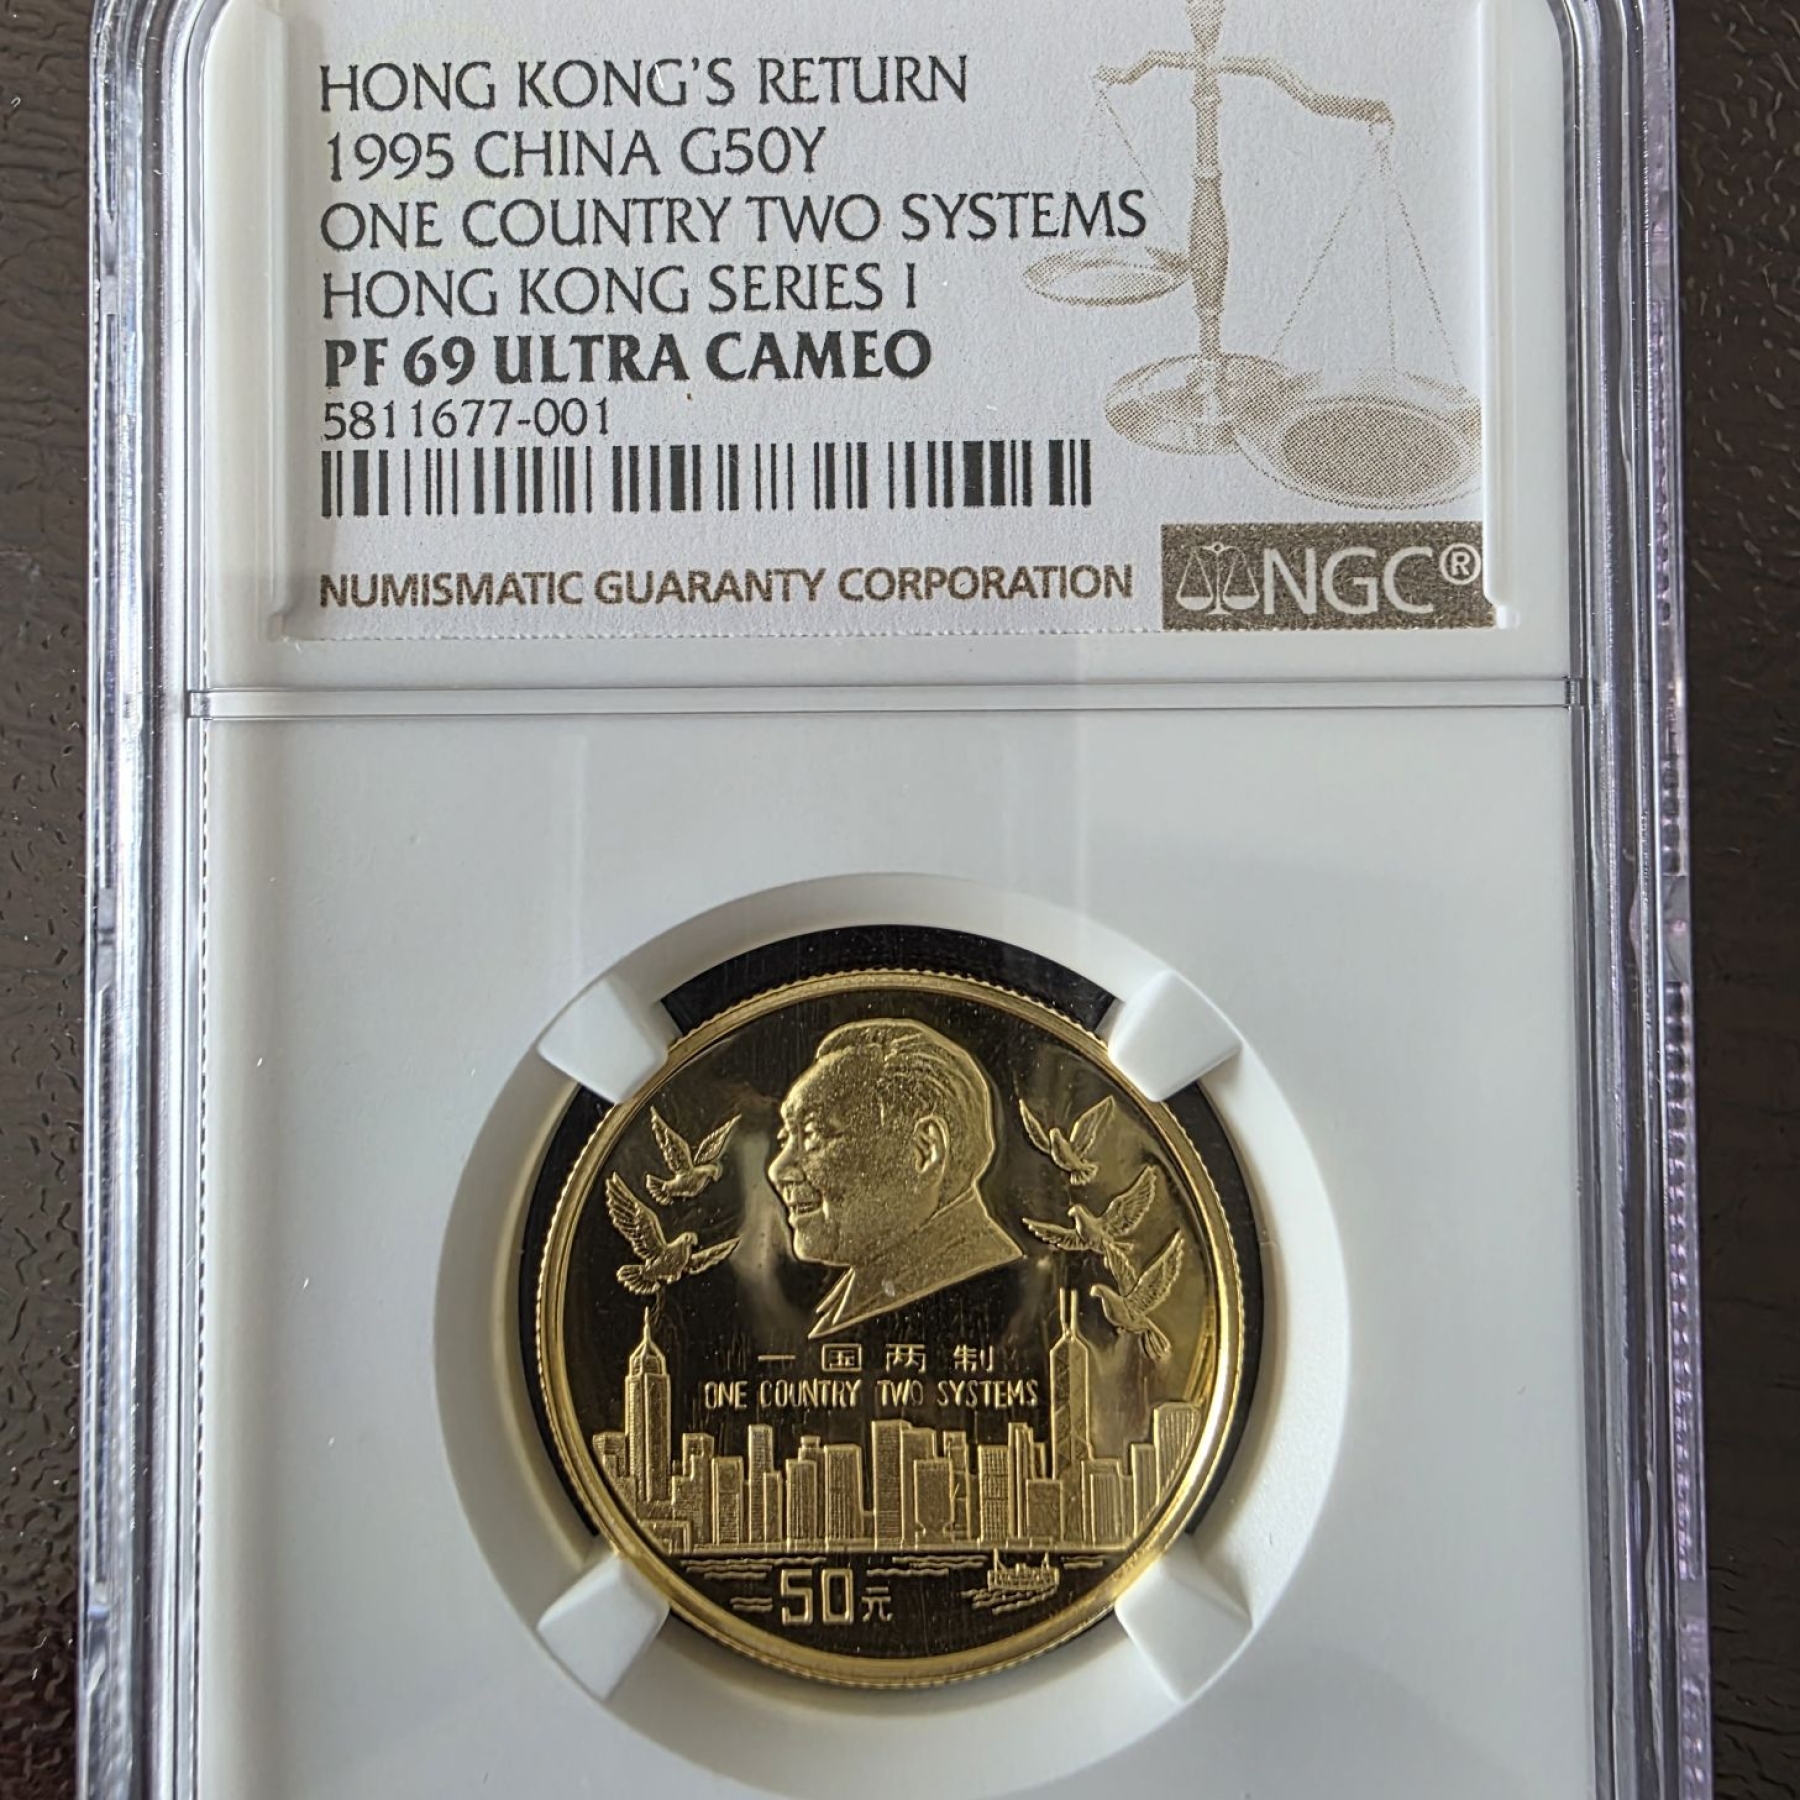 HONG KONG'S RETURN
1995 CHINA G50Y
ONE COUNTRY TWO SYSTEMS
HONG KONG SERIES I
PF 69 ULTRA CAMEO
5811677-001
NUMISMATIC GUARANTY CORPORATION NGC®
一国两制
ONE COUNTRY TWO SYSTEMS
50元